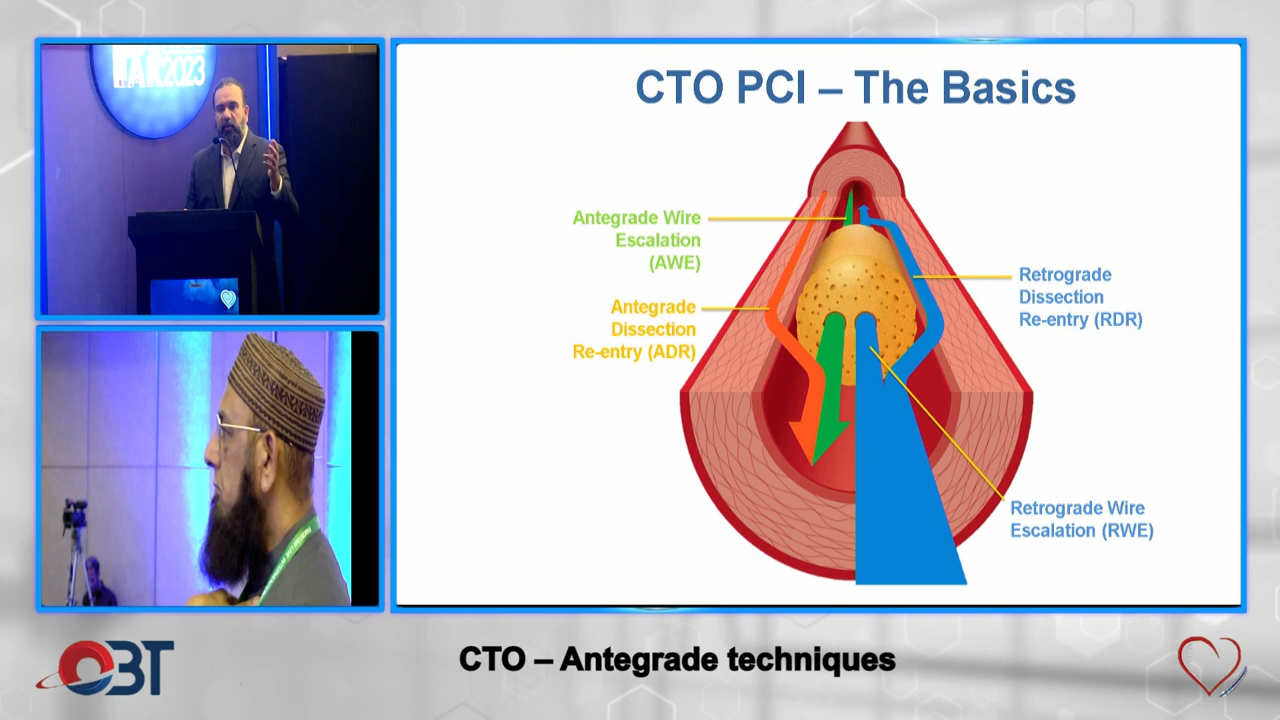 2023
CTO PCI – The Basics
Antegrade Wire
Escalation
(AWE)
Antegrade
Dissection
Re-entry (ADR)
Retrograde
Dissection
Re-entry (RDR)
Retrograde Wire
Escalation (RWE)
OBT
CTO – Antegrade techniques